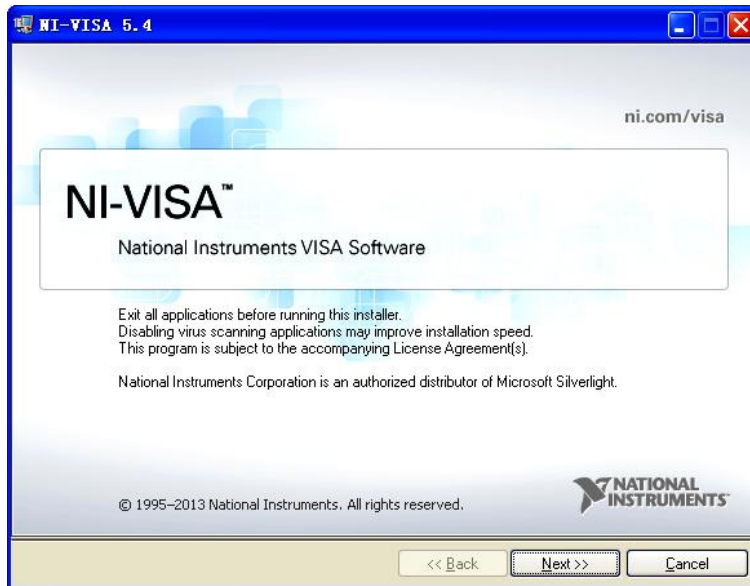 NI-VISA 5.4
ni.com/visa
NI-VISA™
National Instruments VISA Software
Exit all applications before running this installer.
Disabling virus scanning applications may improve installation speed.
This program is subject to the accompanying License Agreement(s).
National Instruments Corporation is an authorized distributor of Microsoft Silverlight.
© 1995–2013 National Instruments. All rights reserved.
NATIONAL
INSTRUMENTS™
<< Back
Next >>
Cancel